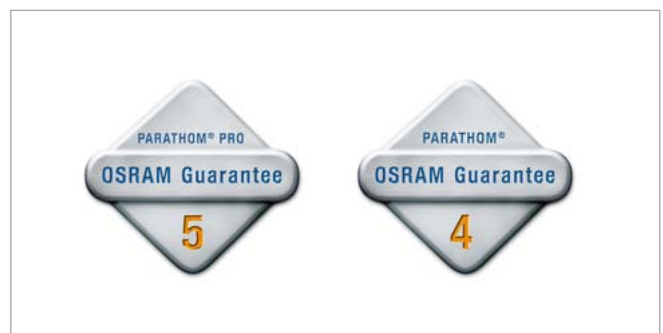 PARATHOM® PRO
OSRAM Guarantee
5
PARATHOM®
OSRAM Guarantee
4